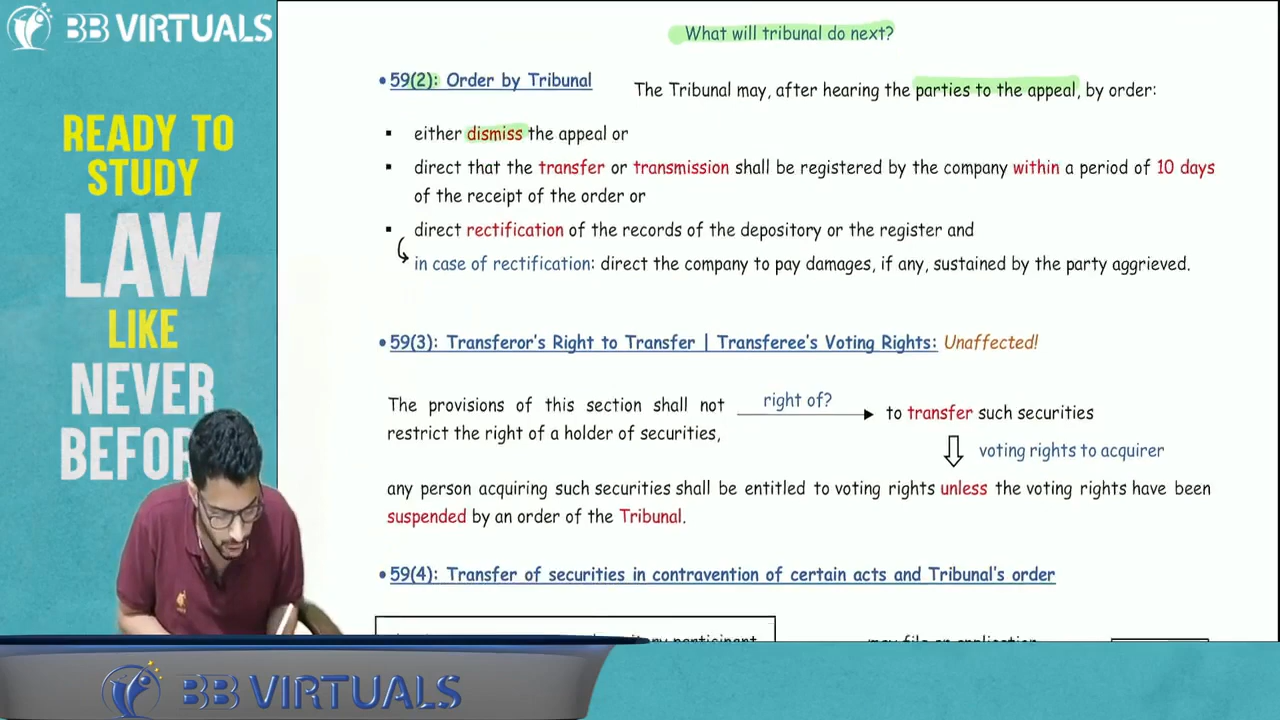 BB VIRTUALS
READY TO
STUDY
LAW
LIKE
NEVER
What will tribunal do next?
• 59(2): Order by Tribunal
The Tribunal may, after hearing the parties to the appeal, by order:
▪ either dismiss the appeal or
▪ direct that the transfer or transmission shall be registered by the company within a period of 10 days
of the receipt of the order or
▪ direct rectification of the records of the depository or the register and
in case of rectification: direct the company to pay damages, if any, sustained by the party aggrieved.
• 59(3): Transferor's Right to Transfer | Transferee's Voting Rights: Unaffected!
The provisions of this section shall not
restrict the right of a holder of securities,
right of?
to transfer such securities
voting rights to acquirer
any person acquiring such securities shall be entitled to voting rights unless the voting rights have been
suspended by an order of the Tribunal.
• 59(4): Transfer of securities in contravention of certain acts and Tribunal's order
may file an application
BB VIRTUALS